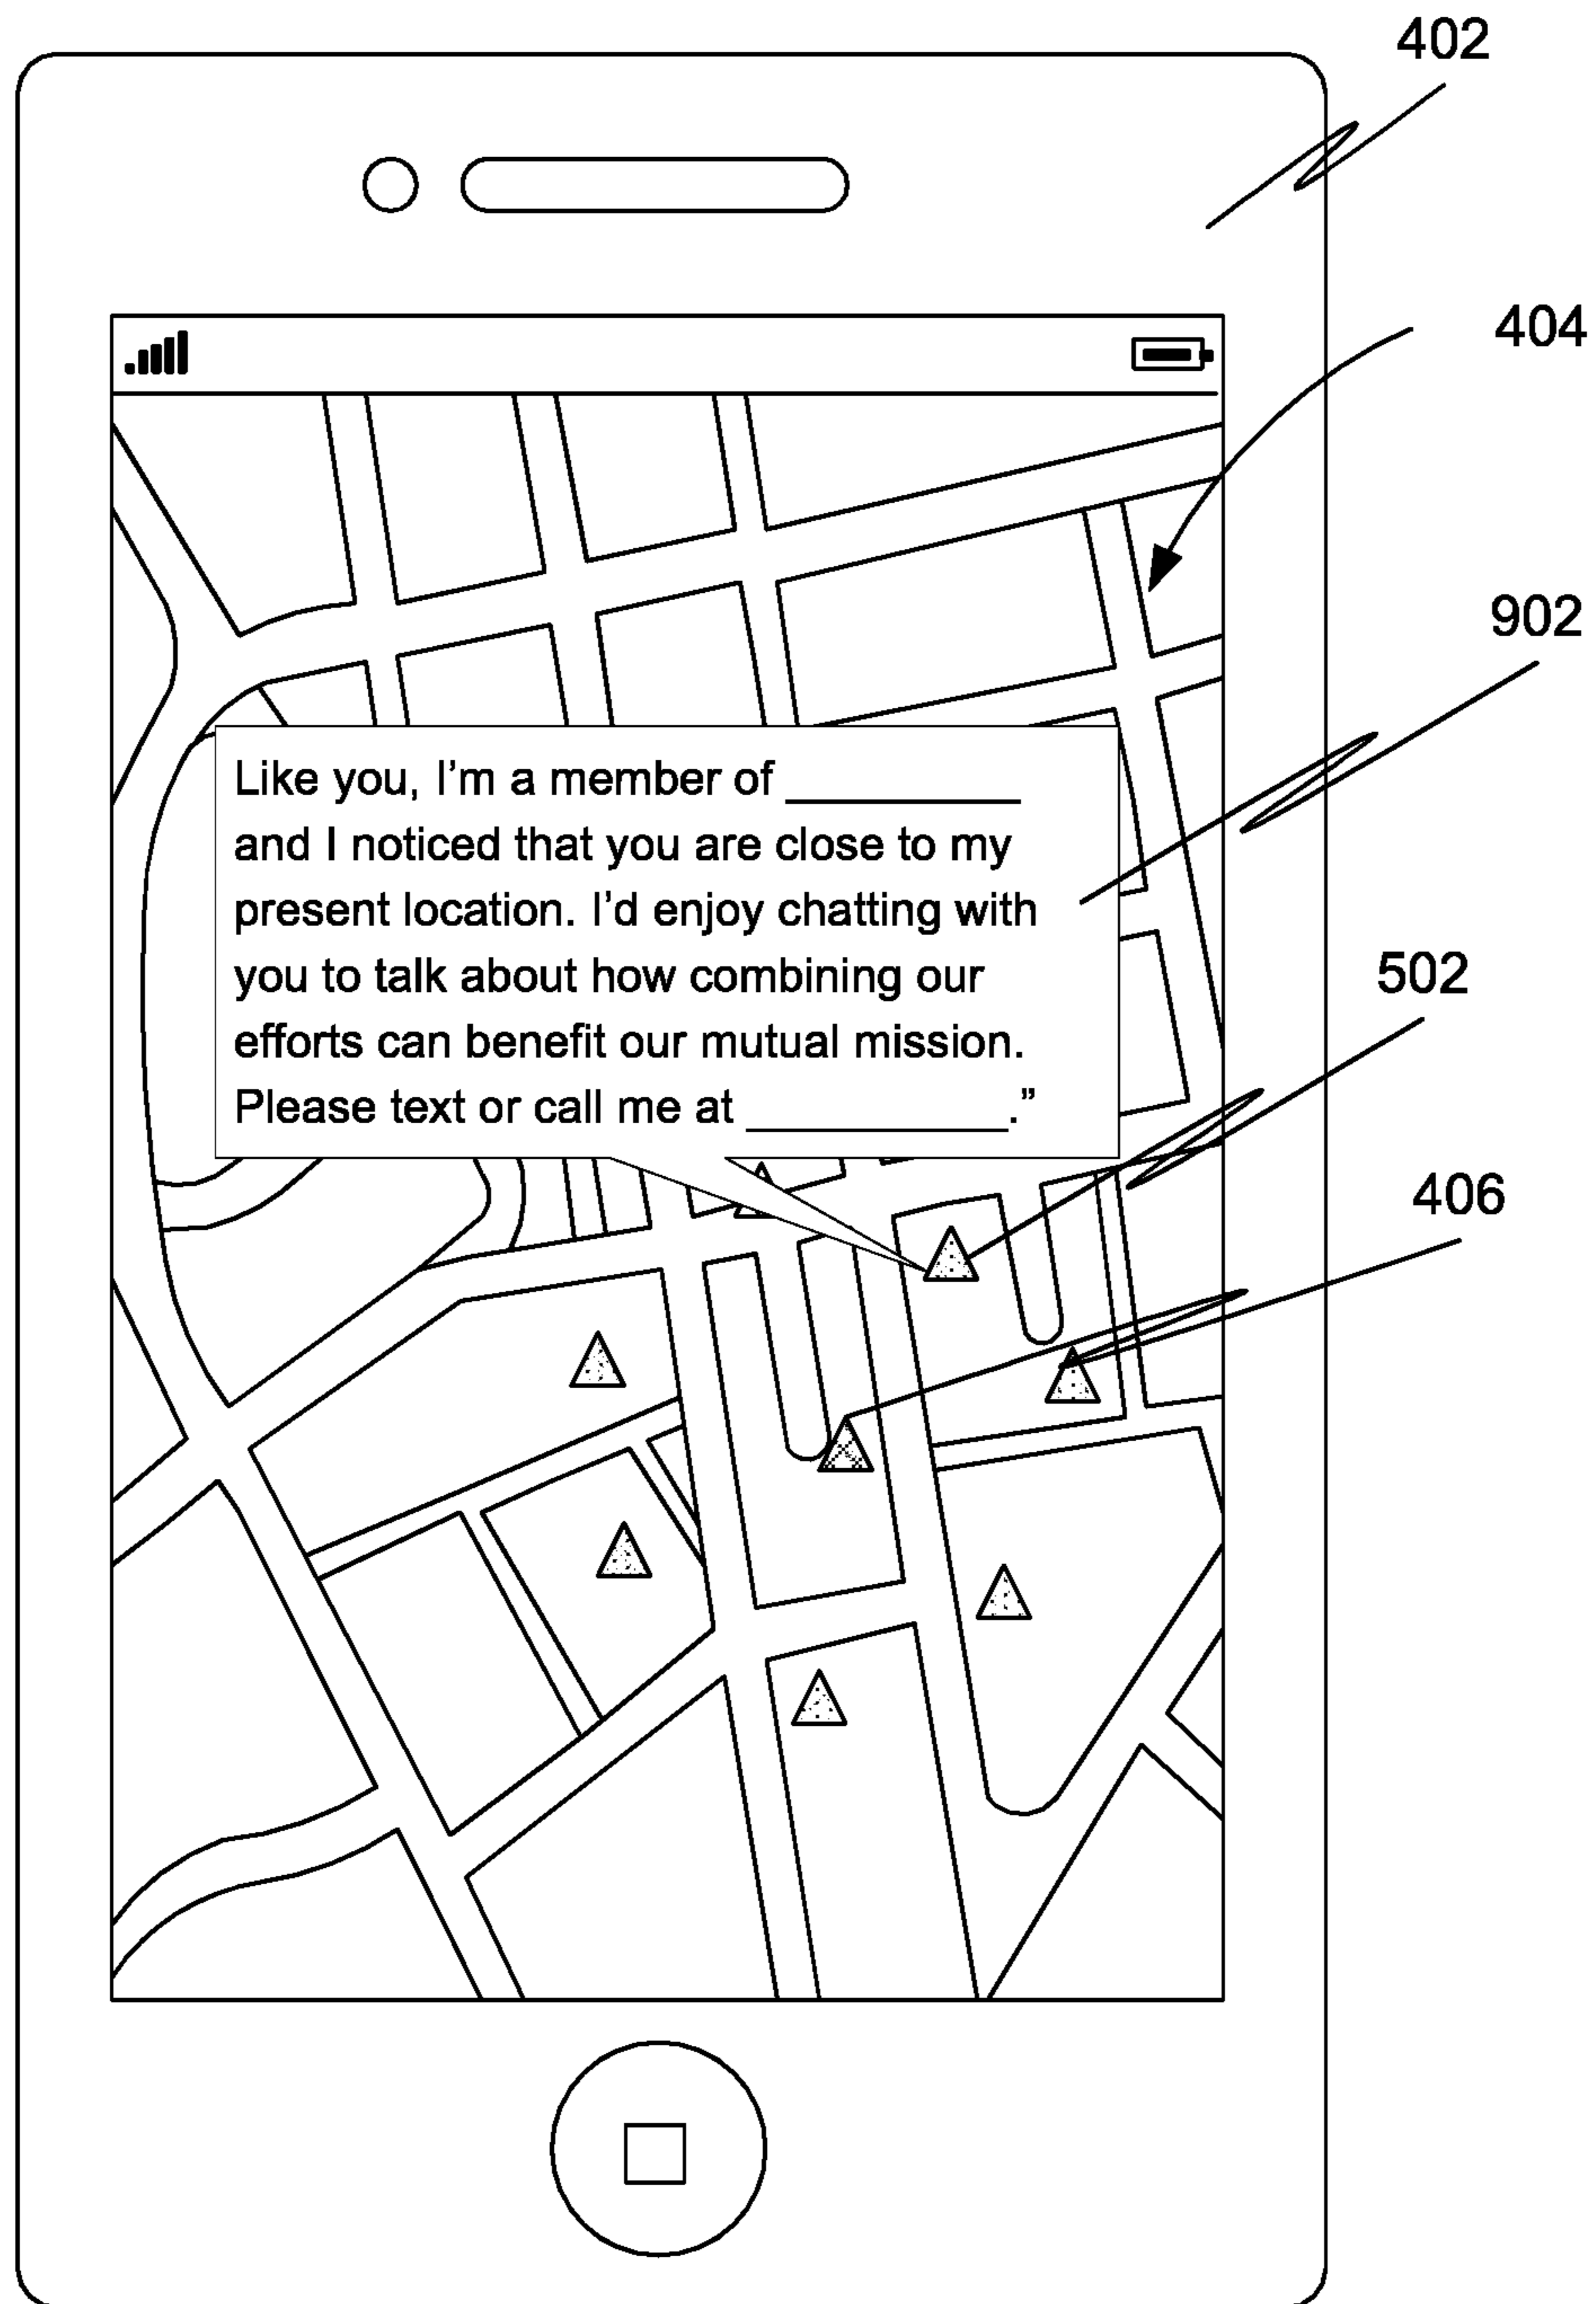 402
404
902
Like you, I’m a member of ___________
and I noticed that you are close to my
present location. I’d enjoy chatting with
you to talk about how combining our
efforts can benefit our mutual mission.
Please text or call me at ____________.”
502
406